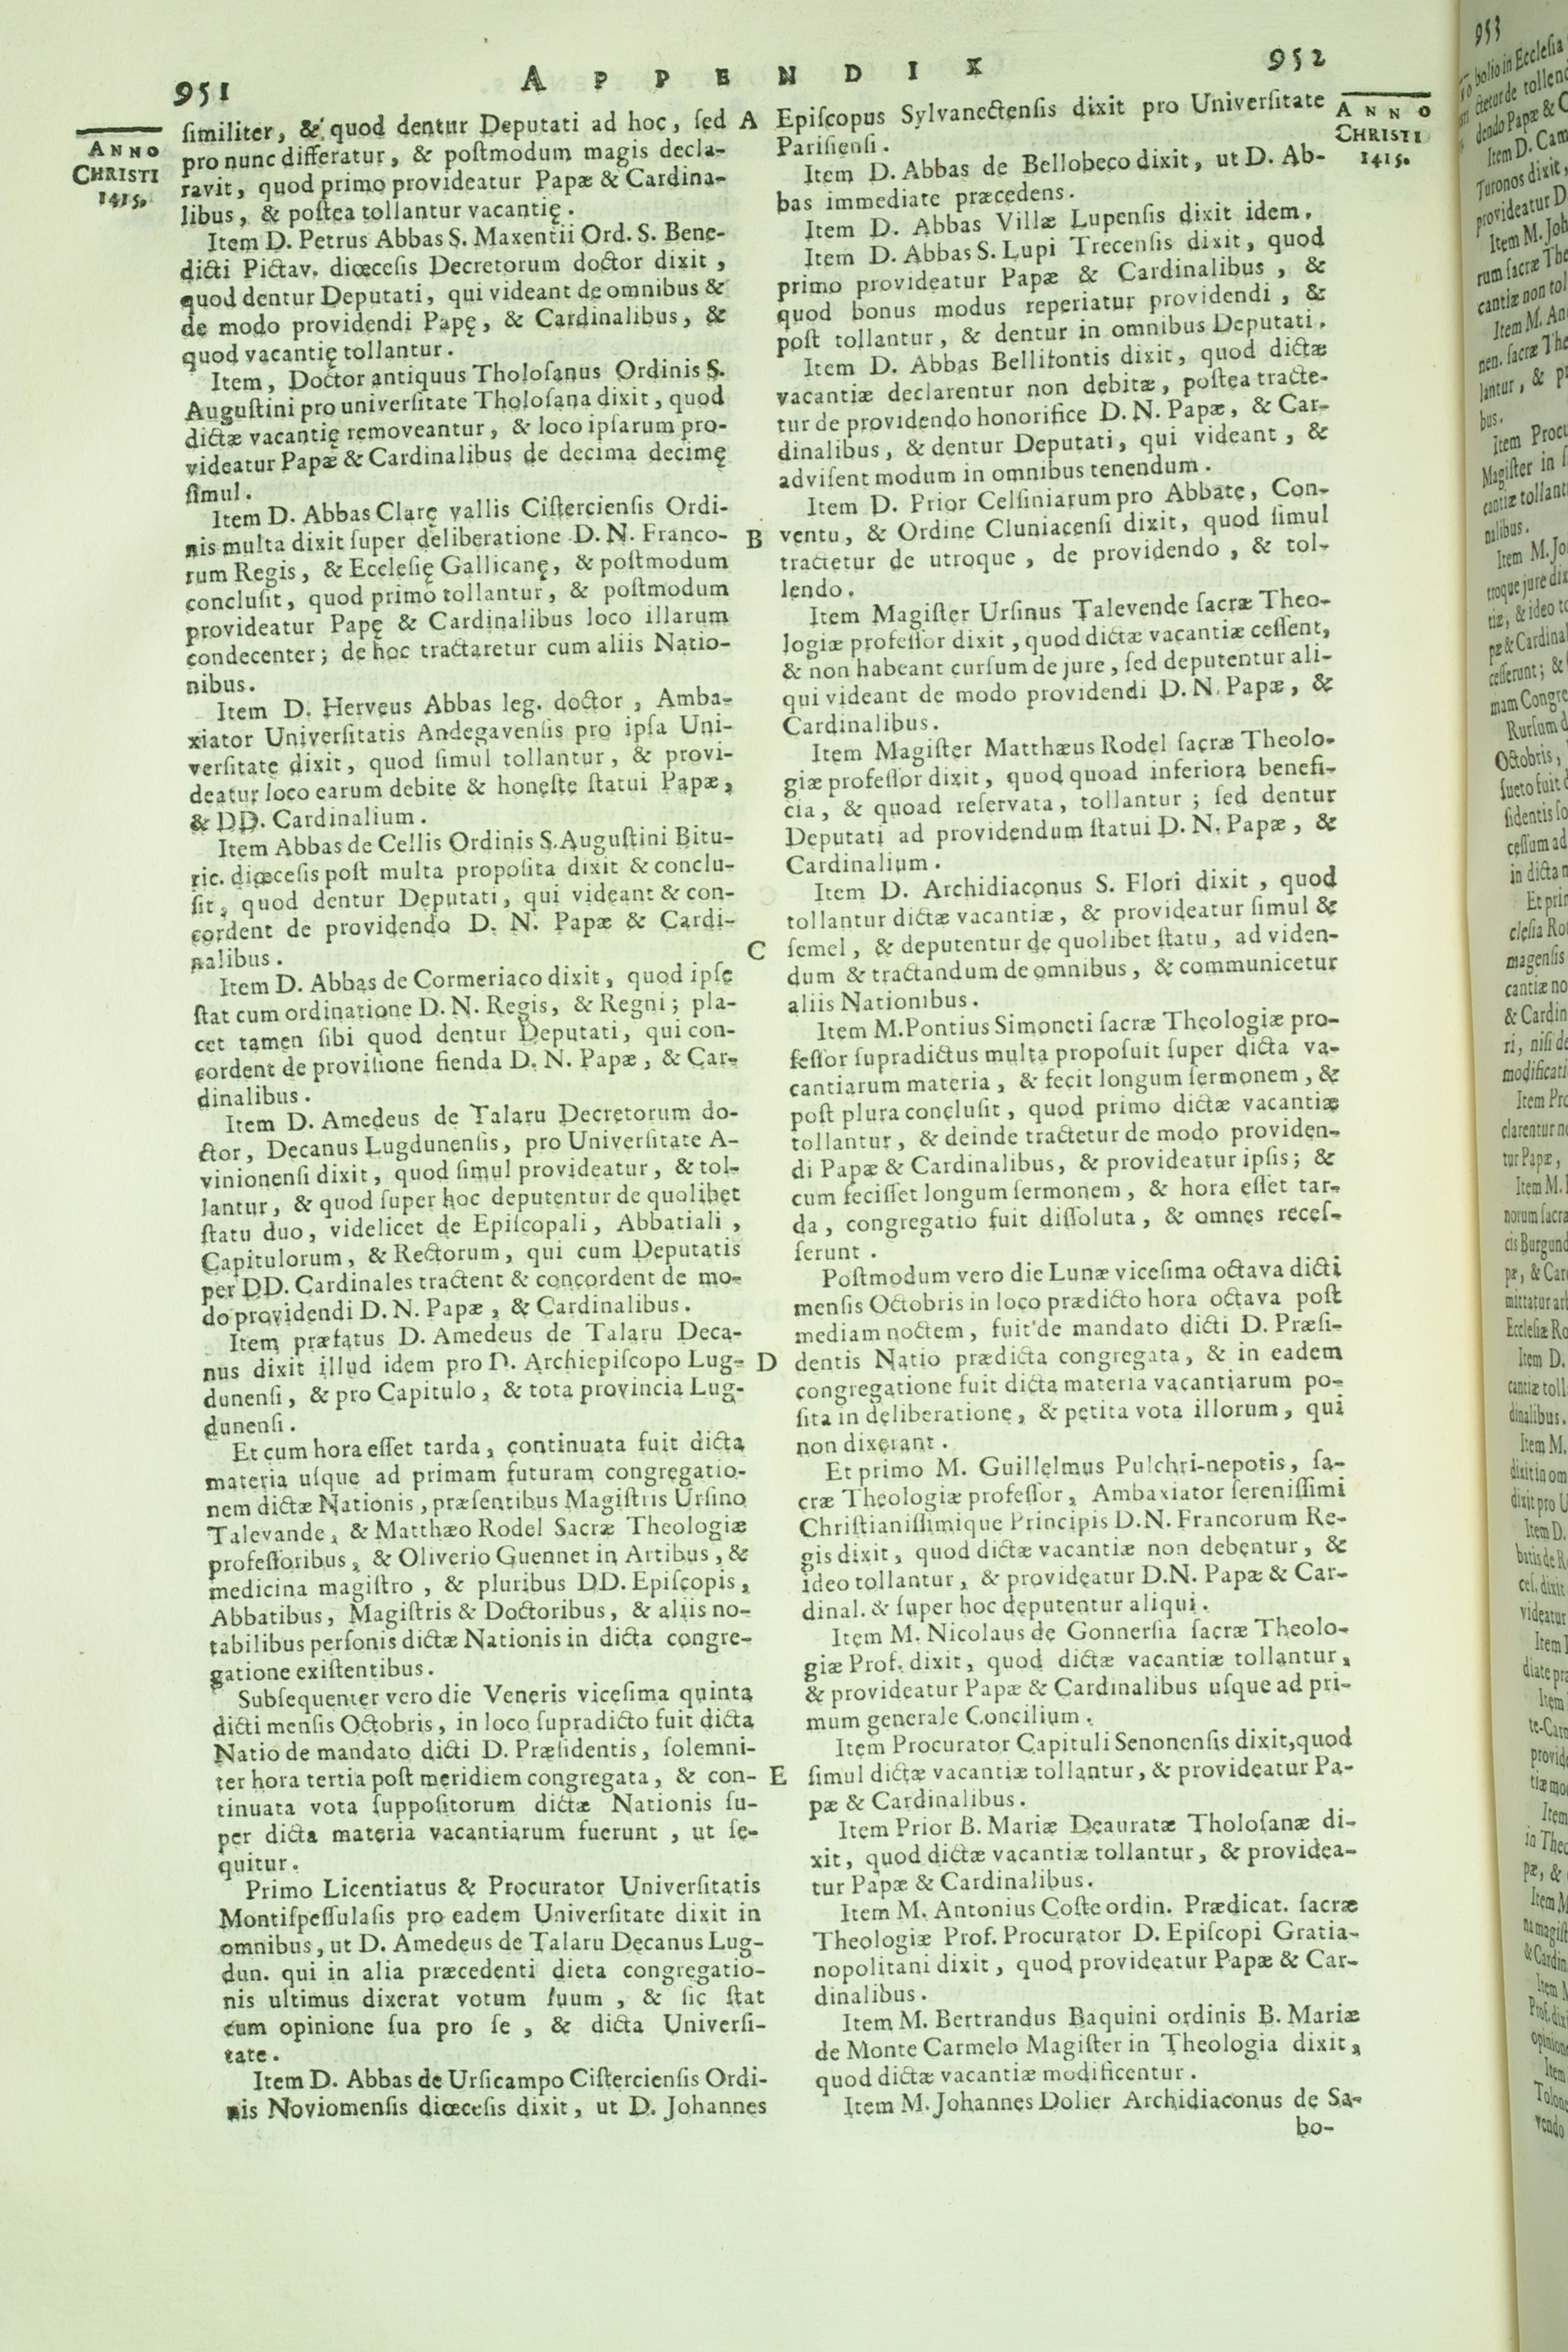 951
APPENDIX
952
ANNO
CHRISTI
1415.
similiter, & quod dentur Deputati ad hoc, sed
pro nunc differatur, & postmodum magis decla-
ravit, quod primo provideatur Papæ & Cardina-
libus, & postea tollantur vacantię.
Item D. Petrus Abbas S. Maxentii Ord. S. Bene-
dicti Pictav. diœcesis Decretorum doctor dixit,
quod dentur Deputati, qui videant de omnibus &
de modo providendi Papę, & Cardinalibus, &
quod vacantię tollantur.
Item, Doctor antiquus Tholosanus Ordinis S.
Augustini pro universitate Tholosana dixit, quod
dictæ vacantię removeantur, & loco ipsarum pro-
videatur Papæ & Cardinalibus de decima decimę
simul.
Item D. Abbas Clarę vallis Cisterciensis Ordi-
nis multa dixit super deliberatione D. N. Franco-
rum Regis, & Ecclesię Gallicanę, & postmodum
conclusit, quod primo tollantur, & postmodum
provideatur Papę & Cardinalibus loco illarum
condecenter; de hoc tractaretur cum aliis Natio-
nibus.
Item D. Herveus Abbas leg. doctor, Amba-
xiator Universitatis Andegavensis pro ipsa Uni-
versitate dixit, quod simul tollantur, & provi-
deatur loco earum debite & honeste statui Papæ,
& DD. Cardinalium.
Item Abbas de Cellis Ordinis S. Augustini Bitu-
ric. diœcesis post multa proposita dixit & conclu-
sit, quod dentur Deputati, qui videant & con-
cordent de providendo D. N. Papæ & Cardi-
nalibus.
Item D. Abbas de Cormeriaco dixit, quod ipse
stat cum ordinatione D. N. Regis, & Regni; pla-
cet tamen sibi quod dentur Deputati, qui con-
cordent de provisione fienda D. N. Papæ, & Car-
dinalibus.
Item D. Amedeus de Talaru Decretorum do-
ctor, Decanus Lugdunensis, pro Universitate A-
vinionensi dixit, quod simul provideatur, & tol-
lantur, & quod super hoc deputentur de quolibet
statu duo, videlicet de Episcopali, Abbatiali,
Capitulorum, & Rectorum, qui cum Deputatis
per DD. Cardinales tractent & concordent de mo-
do providendi D. N. Papæ, & Cardinalibus.
Item præfatus D. Amedeus de Talaru Deca-
nus dixit illud idem pro D. Archiepiscopo Lug-
dunensi, & pro Capitulo, & tota provincia Lug-
dunensi.
Et cum hora esset tarda, continuata fuit dicta
materia usque ad primam futuram congregatio-
nem dictæ Nationis, præsentibus Magistris Ursino
Talevande, & Matthæo Rodel Sacræ Theologiæ
professoribus, & Oliverio Guennet in Artibus, &
medicina magistro, & pluribus DD. Episcopis,
Abbatibus, Magistris & Doctoribus, & aliis no-
tabilibus personis dictæ Nationis in dicta congre-
gatione existentibus.
Subsequenter vero die Veneris vicesima quinta
dicti mensis Octobris, in loco supradicto fuit dicta
Natio de mandato dicti D. Præsidentis, solemni-
ter hora tertia post meridiem congregata, & con-
tinuata vota suppositorum dictæ Nationis su-
per dicta materia vacantiarum fuerunt, ut se-
quitur.
Primo Licentiatus & Procurator Universitatis
Montispessulasis pro eadem Universitate dixit in
omnibus, ut D. Amedeus de Talaru Decanus Lug-
dun. qui in alia præcedenti dieta congregatio-
nis ultimus dixerat votum suum, & sic stat
cum opinione sua pro se, & dicta Universi-
tate.
Item D. Abbas de Ursicampo Cisterciensis Ordi-
nis Noviomensis diœcesis dixit, ut D. Johannes
A
B
C
D
E
Episcopus Sylvanectensis dixit pro Universitate
Parisiensi.
Item D. Abbas de Bellobeco dixit, ut D. Ab-
bas immediate præcedens.
Item D. Abbas Villæ Lupensis dixit idem.
Item D. Abbas S. Lupi Trecensis dixit, quod
primo provideatur Papæ & Cardinalibus, &
quod bonus modus reperiatur providendi, &
post tollantur, & dentur in omnibus Deputati.
Item D. Abbas Bellifontis dixit, quod dictæ
vacantiæ declarentur non debitæ, postea tracte-
tur de providendo honorifice D. N. Papæ, & Car-
dinalibus, & dentur Deputati, qui videant, &
advisent modum in omnibus tenendum.
Item D. Prior Celsiniarum pro Abbate, Con-
ventu, & Ordine Cluniacensi dixit, quod simul
tractetur de utroque, de providendo, & tol-
lendo.
Item Magister Ursinus Talevende sacræ Theo-
logiæ professor dixit, quod dictæ vacantiæ cessent,
& non habeant cursum de jure, sed deputentur ali-
qui videant de modo providendi D. N. Papæ, &
Cardinalibus.
Item Magister Matthæus Rodel sacræ Theolo-
giæ professor dixit, quod quoad inferiora benefi-
cia, & quoad reservata, tollantur; sed dentur
Deputati ad providendum statui D. N. Papæ, &
Cardinalium.
Item D. Archidiaconus S. Flori dixit, quod
tollantur dictæ vacantiæ, & provideatur simul &
semel, & deputentur de quolibet statu, ad viden-
dum & tractandum de omnibus, & communicetur
aliis Nationibus.
Item M. Pontius Simoneti sacræ Theologiæ pro-
fessor supradictus multa proposuit super dicta va-
cantiarum materia, & fecit longum sermonem, &
post plura conclusit, quod primo dictæ vacantiæ
tollantur, & deinde tractetur de modo providen-
di Papæ & Cardinalibus, & provideatur ipsis; &
cum fecisset longum sermonem, & hora esset tar-
da, congregatio fuit dissoluta, & omnes reces-
serunt.
Postmodum vero die Lunæ vicesima octava dicti
mensis Octobris in loco prædicto hora octava post
mediam noctem, fuit de mandato dicti D. Præsi-
dentis Natio prædicta congregata, & in eadem
congregatione fuit dicta materia vacantiarum po-
sita in deliberatione, & petita vota illorum, qui
non dixerant.
Et primo M. Guillelmus Pulchri-nepotis, sa-
cræ Theologiæ professor, Ambaxiator serenissimi
Christianissimique Principis D.N. Francorum Re-
gis dixit, quod dictæ vacantiæ non debentur, &
ideo tollantur, & provideatur D.N. Papæ & Car-
dinal. & super hoc deputentur aliqui.
Item M. Nicolaus de Gonnersia sacræ Theolo-
giæ Prof. dixit, quod dictæ vacantiæ tollantur,
& provideatur Papæ & Cardinalibus usque ad pri-
mum generale Concilium.
Item Procurator Capituli Senonensis dixit, quod
simul dictæ vacantiæ tollantur, & provideatur Pa-
pæ & Cardinalibus.
Item Prior B. Mariæ Deauratæ Tholosanæ di-
xit, quod dictæ vacantiæ tollantur, & providea-
tur Papæ & Cardinalibus.
Item M. Antonius Coste ordin. Prædicat. sacræ
Theologiæ Prof. Procurator D. Episcopi Gratia-
nopolitani dixit, quod provideatur Papæ & Car-
dinalibus.
Item M. Bertrandus Baquini ordinis B. Mariæ
de Monte Carmelo Magister in Theologia dixit,
quod dictæ vacantiæ modificentur.
Item M. Johannes Dolier Archidiaconus de Sa-
bo-
ANNO
CHRISTI
1415.
953